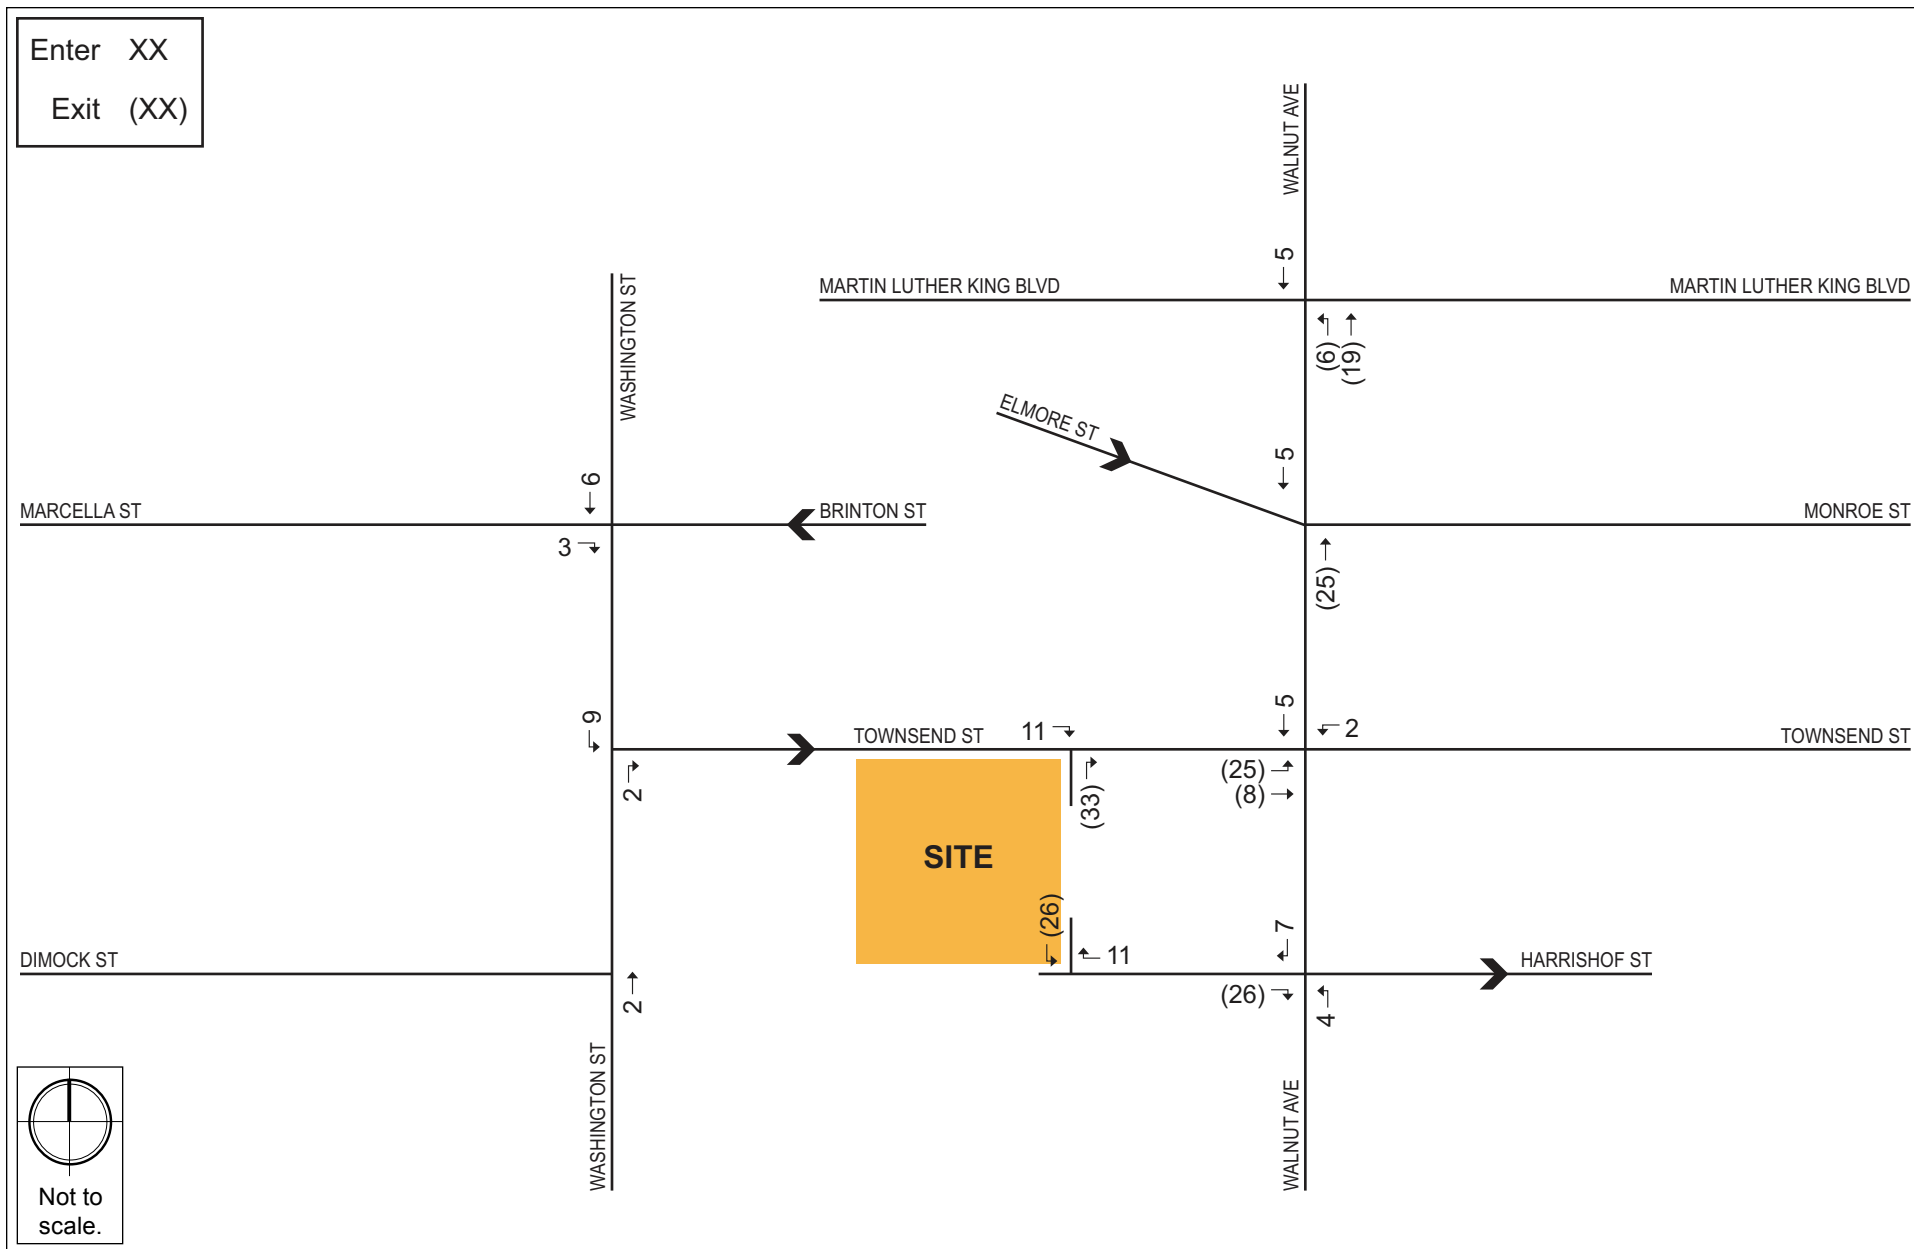 Enter XX
Exit (XX)
WALNUT AVE
5
MARTIN LUTHER KING BLVD
MARTIN LUTHER KING BLVD
WASHINGTON ST
(6)
(19)
ELMORE ST
5
6
MARCELLA ST
BRINTON ST
MONROE ST
3
(25)
5
9
2
TOWNSEND ST
11
TOWNSEND ST
2
(33)
(25)
(8)
SITE
(26)
7
DIMOCK ST
11
HARRISHOF ST
2
(26)
4
WASHINGTON ST
WALNUT AVE
Not to
scale.